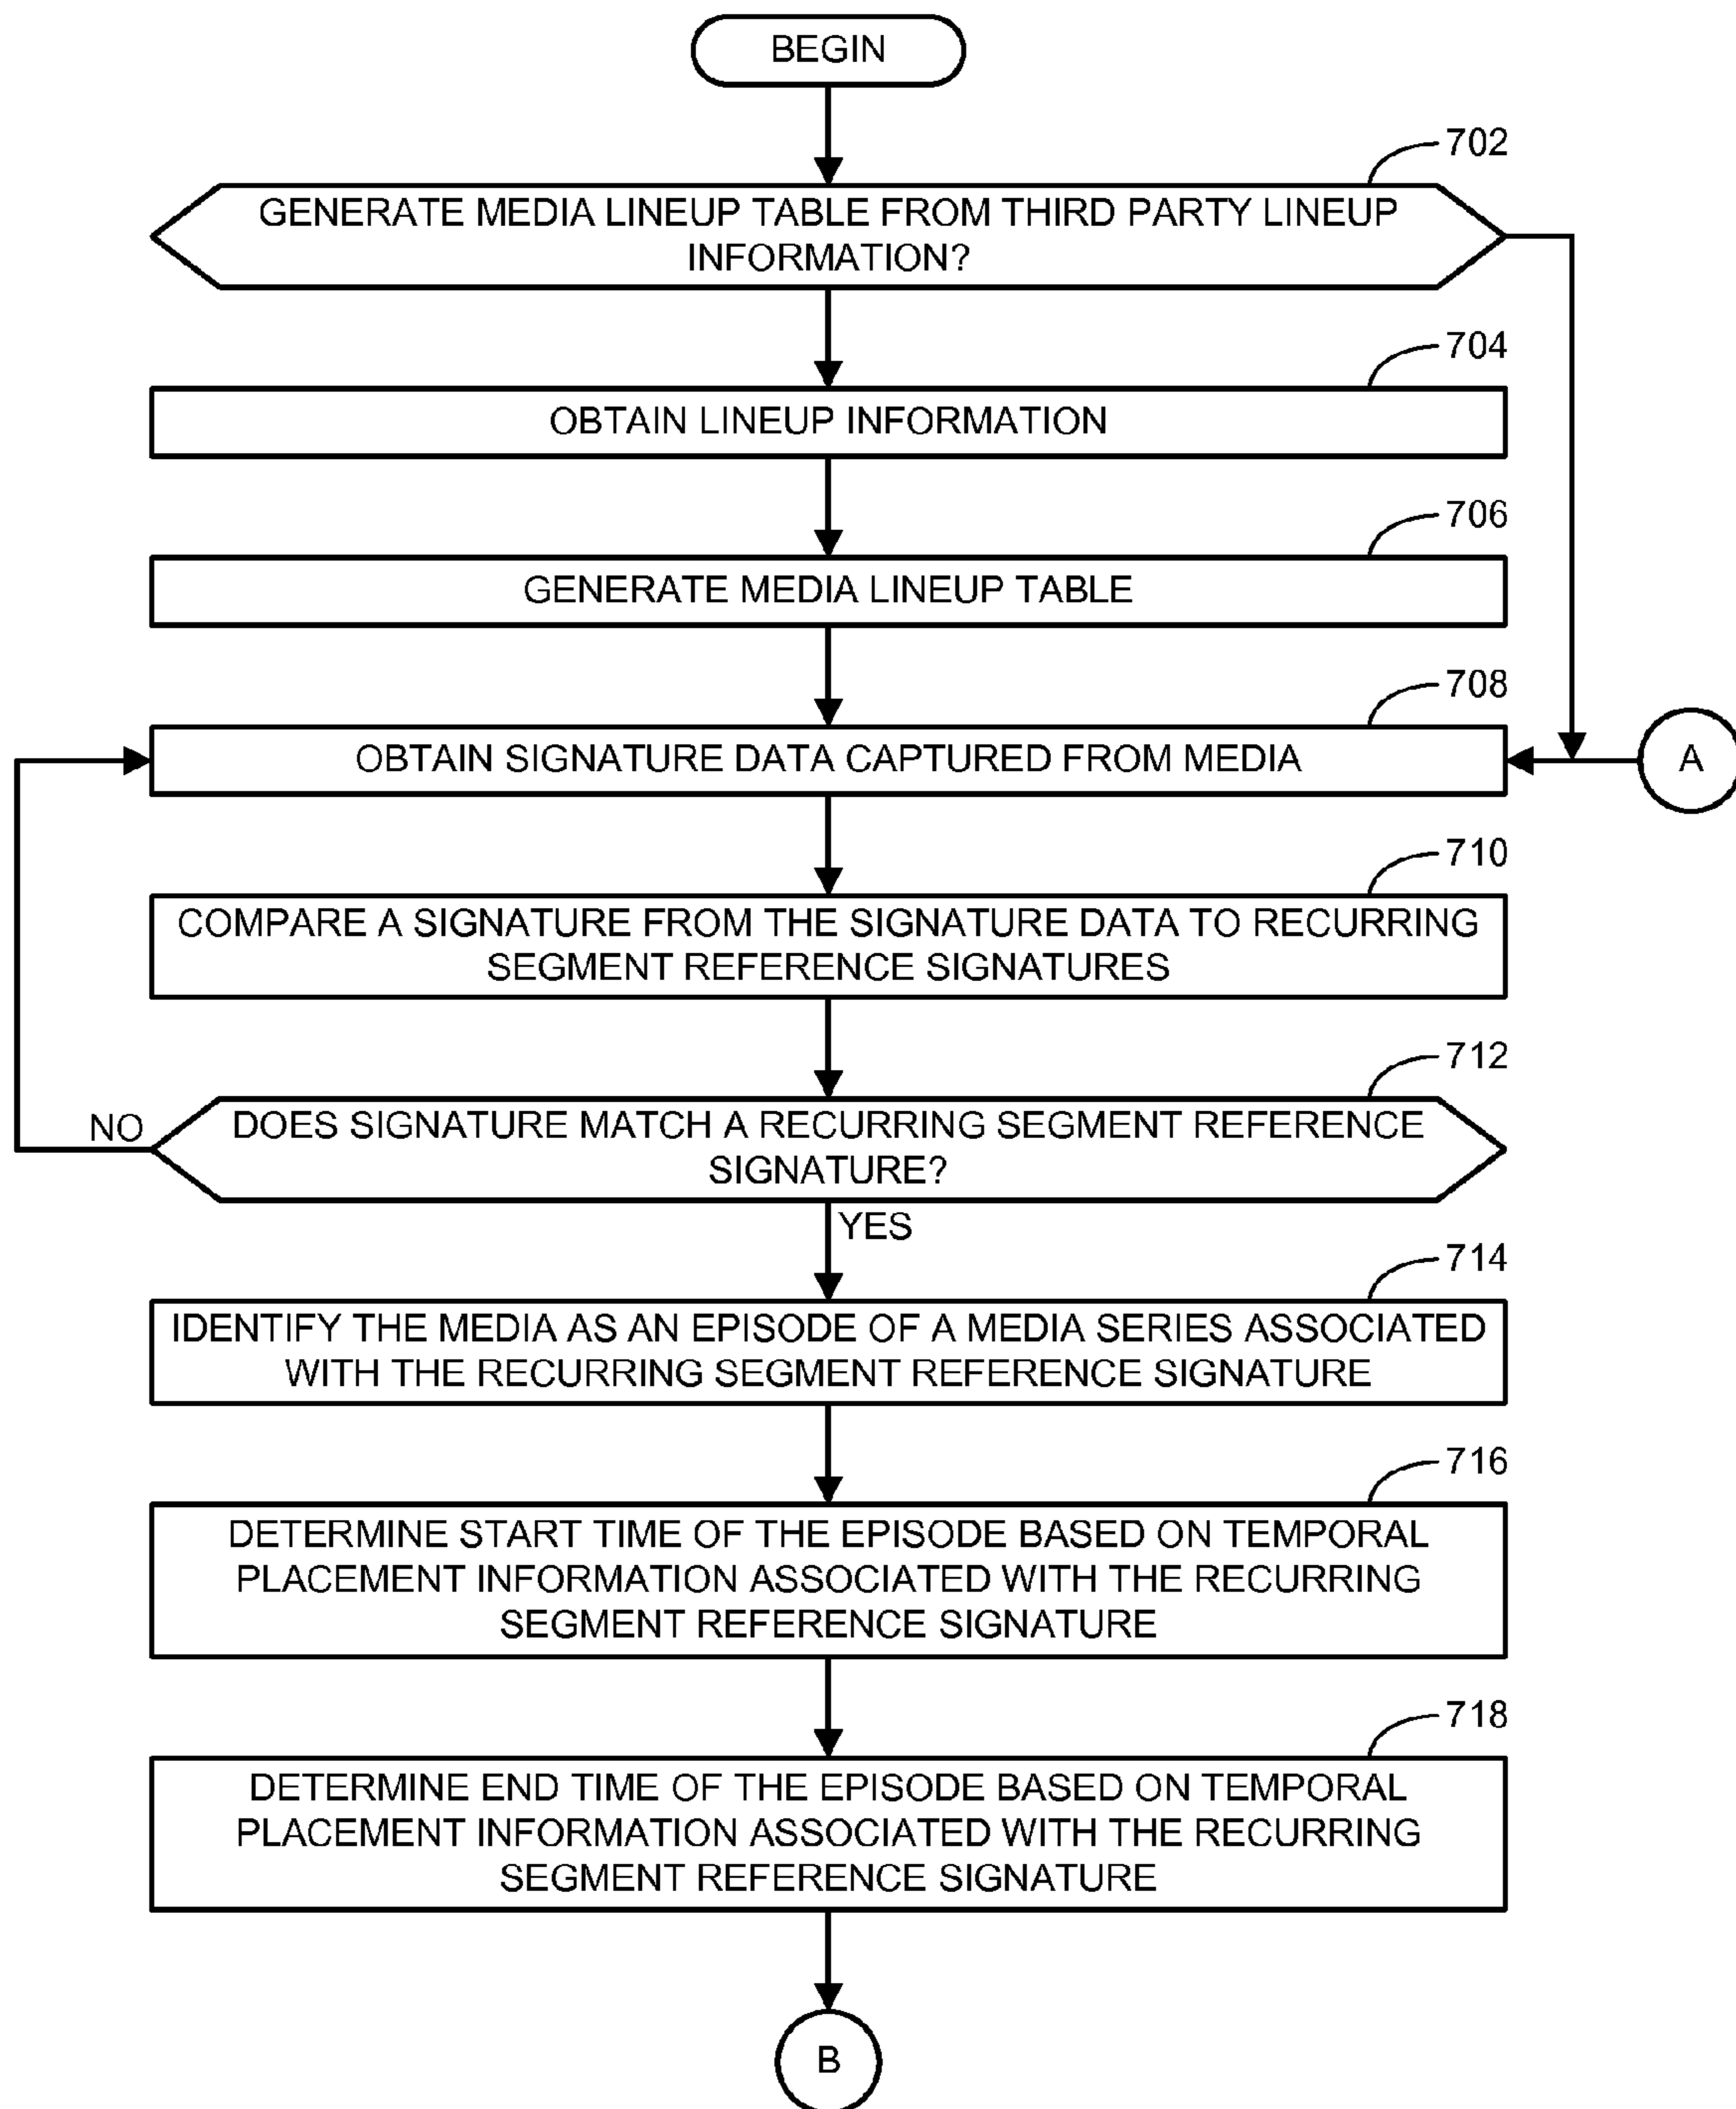 BEGIN
702
GENERATE MEDIA LINEUP TABLE FROM THIRD PARTY LINEUP
INFORMATION?
704
OBTAIN LINEUP INFORMATION
706
GENERATE MEDIA LINEUP TABLE
708
OBTAIN SIGNATURE DATA CAPTURED FROM MEDIA
A
710
COMPARE A SIGNATURE FROM THE SIGNATURE DATA TO RECURRING
SEGMENT REFERENCE SIGNATURES
712
NO
DOES SIGNATURE MATCH A RECURRING SEGMENT REFERENCE
SIGNATURE?
YES
714
IDENTIFY THE MEDIA AS AN EPISODE OF A MEDIA SERIES ASSOCIATED
WITH THE RECURRING SEGMENT REFERENCE SIGNATURE
716
DETERMINE START TIME OF THE EPISODE BASED ON TEMPORAL
PLACEMENT INFORMATION ASSOCIATED WITH THE RECURRING
SEGMENT REFERENCE SIGNATURE
718
DETERMINE END TIME OF THE EPISODE BASED ON TEMPORAL
PLACEMENT INFORMATION ASSOCIATED WITH THE RECURRING
SEGMENT REFERENCE SIGNATURE
B